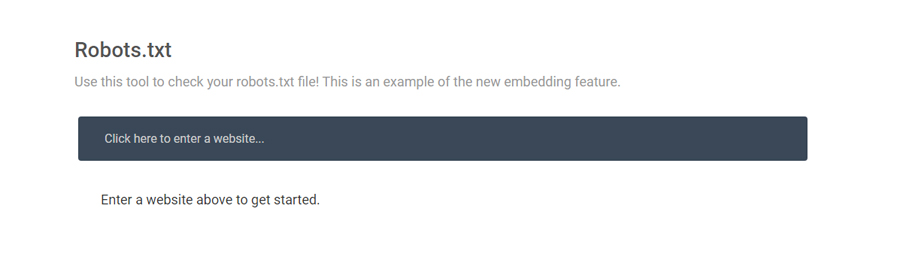 Robots.txt
Use this tool to check your robots.txt file! This is an example of the new embedding feature.
Click here to enter a website...
Enter a website above to get started.